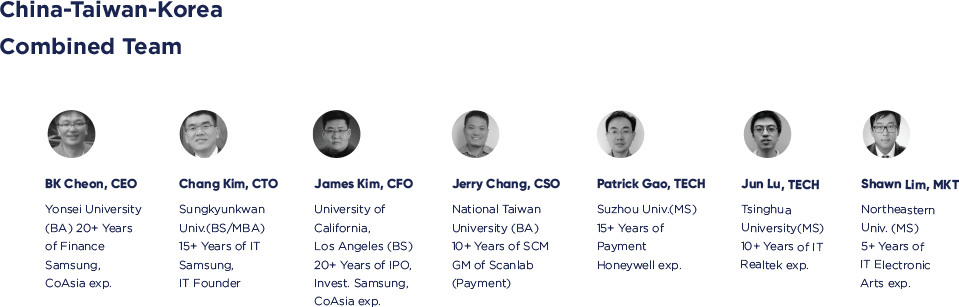 China-Taiwan-Korea
Combined Team
BK Cheon, CEO
Yonsei University
(BA) 20+ Years
of Finance
Samsung,
CoAsia exp.
Chang Kim, CTO
Sungkyunkwan
Univ.(BS/MBA)
15+ Years of IT
Samsung,
IT Founder
James Kim, CFO
University of
California,
Los Angeles (BS)
20+ Years of IPO,
Invest. Samsung,
CoAsia exp.
Jerry Chang, CSO
National Taiwan
University (BA)
10+ Years of SCM
GM of Scanlab
(Payment)
Patrick Gao, TECH
Suzhou Univ.(MS)
15+ Years of
Payment
Honeywell exp.
Jun Lu, TECH
Tsinghua
University(MS)
10+ Years of IT
Realtek exp.
Shawn Lim, MKT
Northeastern
Univ. (MS)
5+ Years of
IT Electronic
Arts exp.